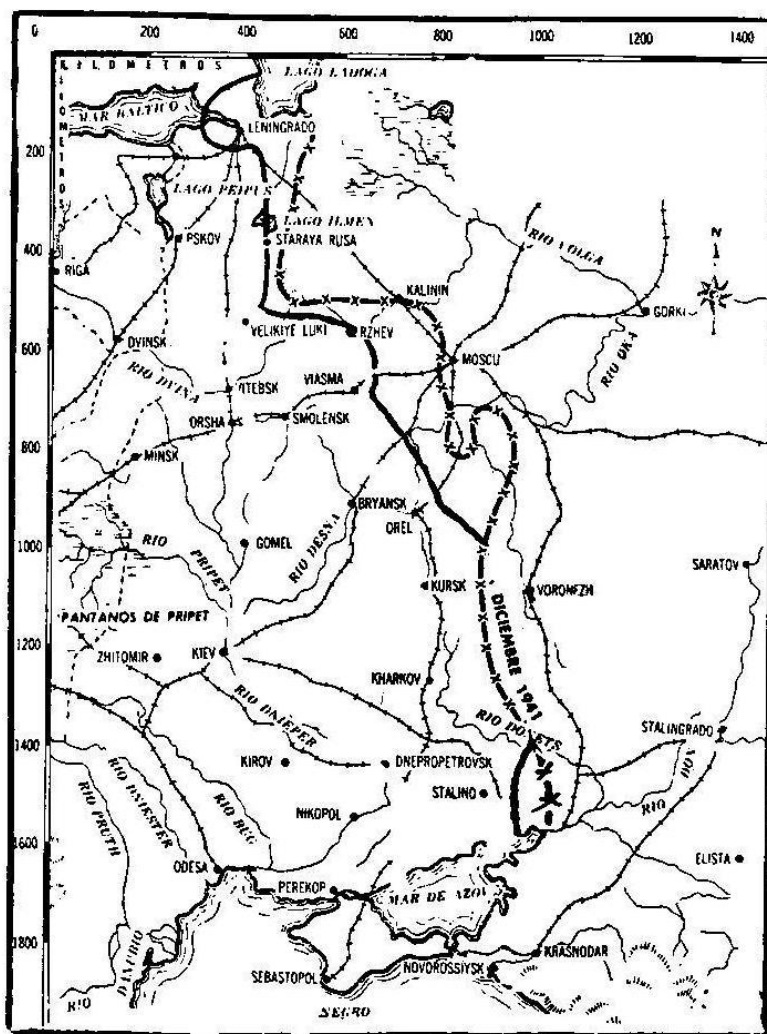 0 200 400 600 800 1000 1200 1400
KILOMETROS
KILOMETROS
LAGO LADOGA
MAR BALTICO
LENINGRADO
200
LAGO PEIPUS
LAGO ILMEN
PSKOV
STARAYA RUSA
RIO VOLGA
N
400
RIGA
KALININ
GORKI
VELIKIYE LUKI
RZHEV
DVINSK
MOSCU
RIO OKA
600
RIO DVINA
VITEBSK
VIASMA
ORSHA
SMOLENSK
800
MINSK
BRYANSK
OREL
RIO DESNA
1000
RIO PRIPET
GOMEL
SARATOV
KURSK
VORONEZH
PANTANOS DE PRIPET
DICIEMBRE 1941
1200
ZHITOMIR
KIEV
KHARKOV
RIO DNIEPER
RIO DONETS
STALINGRADO
1400
KIROV
DNEPROPETROVSK
RIO DON
STALINO
RIO PRUTH
RIO DNIESTER
RIO BUG
NIKOPOL
1600
ODESA
ELISTA
PEREKOP
MAR DE AZOV
1800
KRASNODAR
RIO DANUBIO
SEBASTOPOL
NOVOROSSIYSK
NEGRO